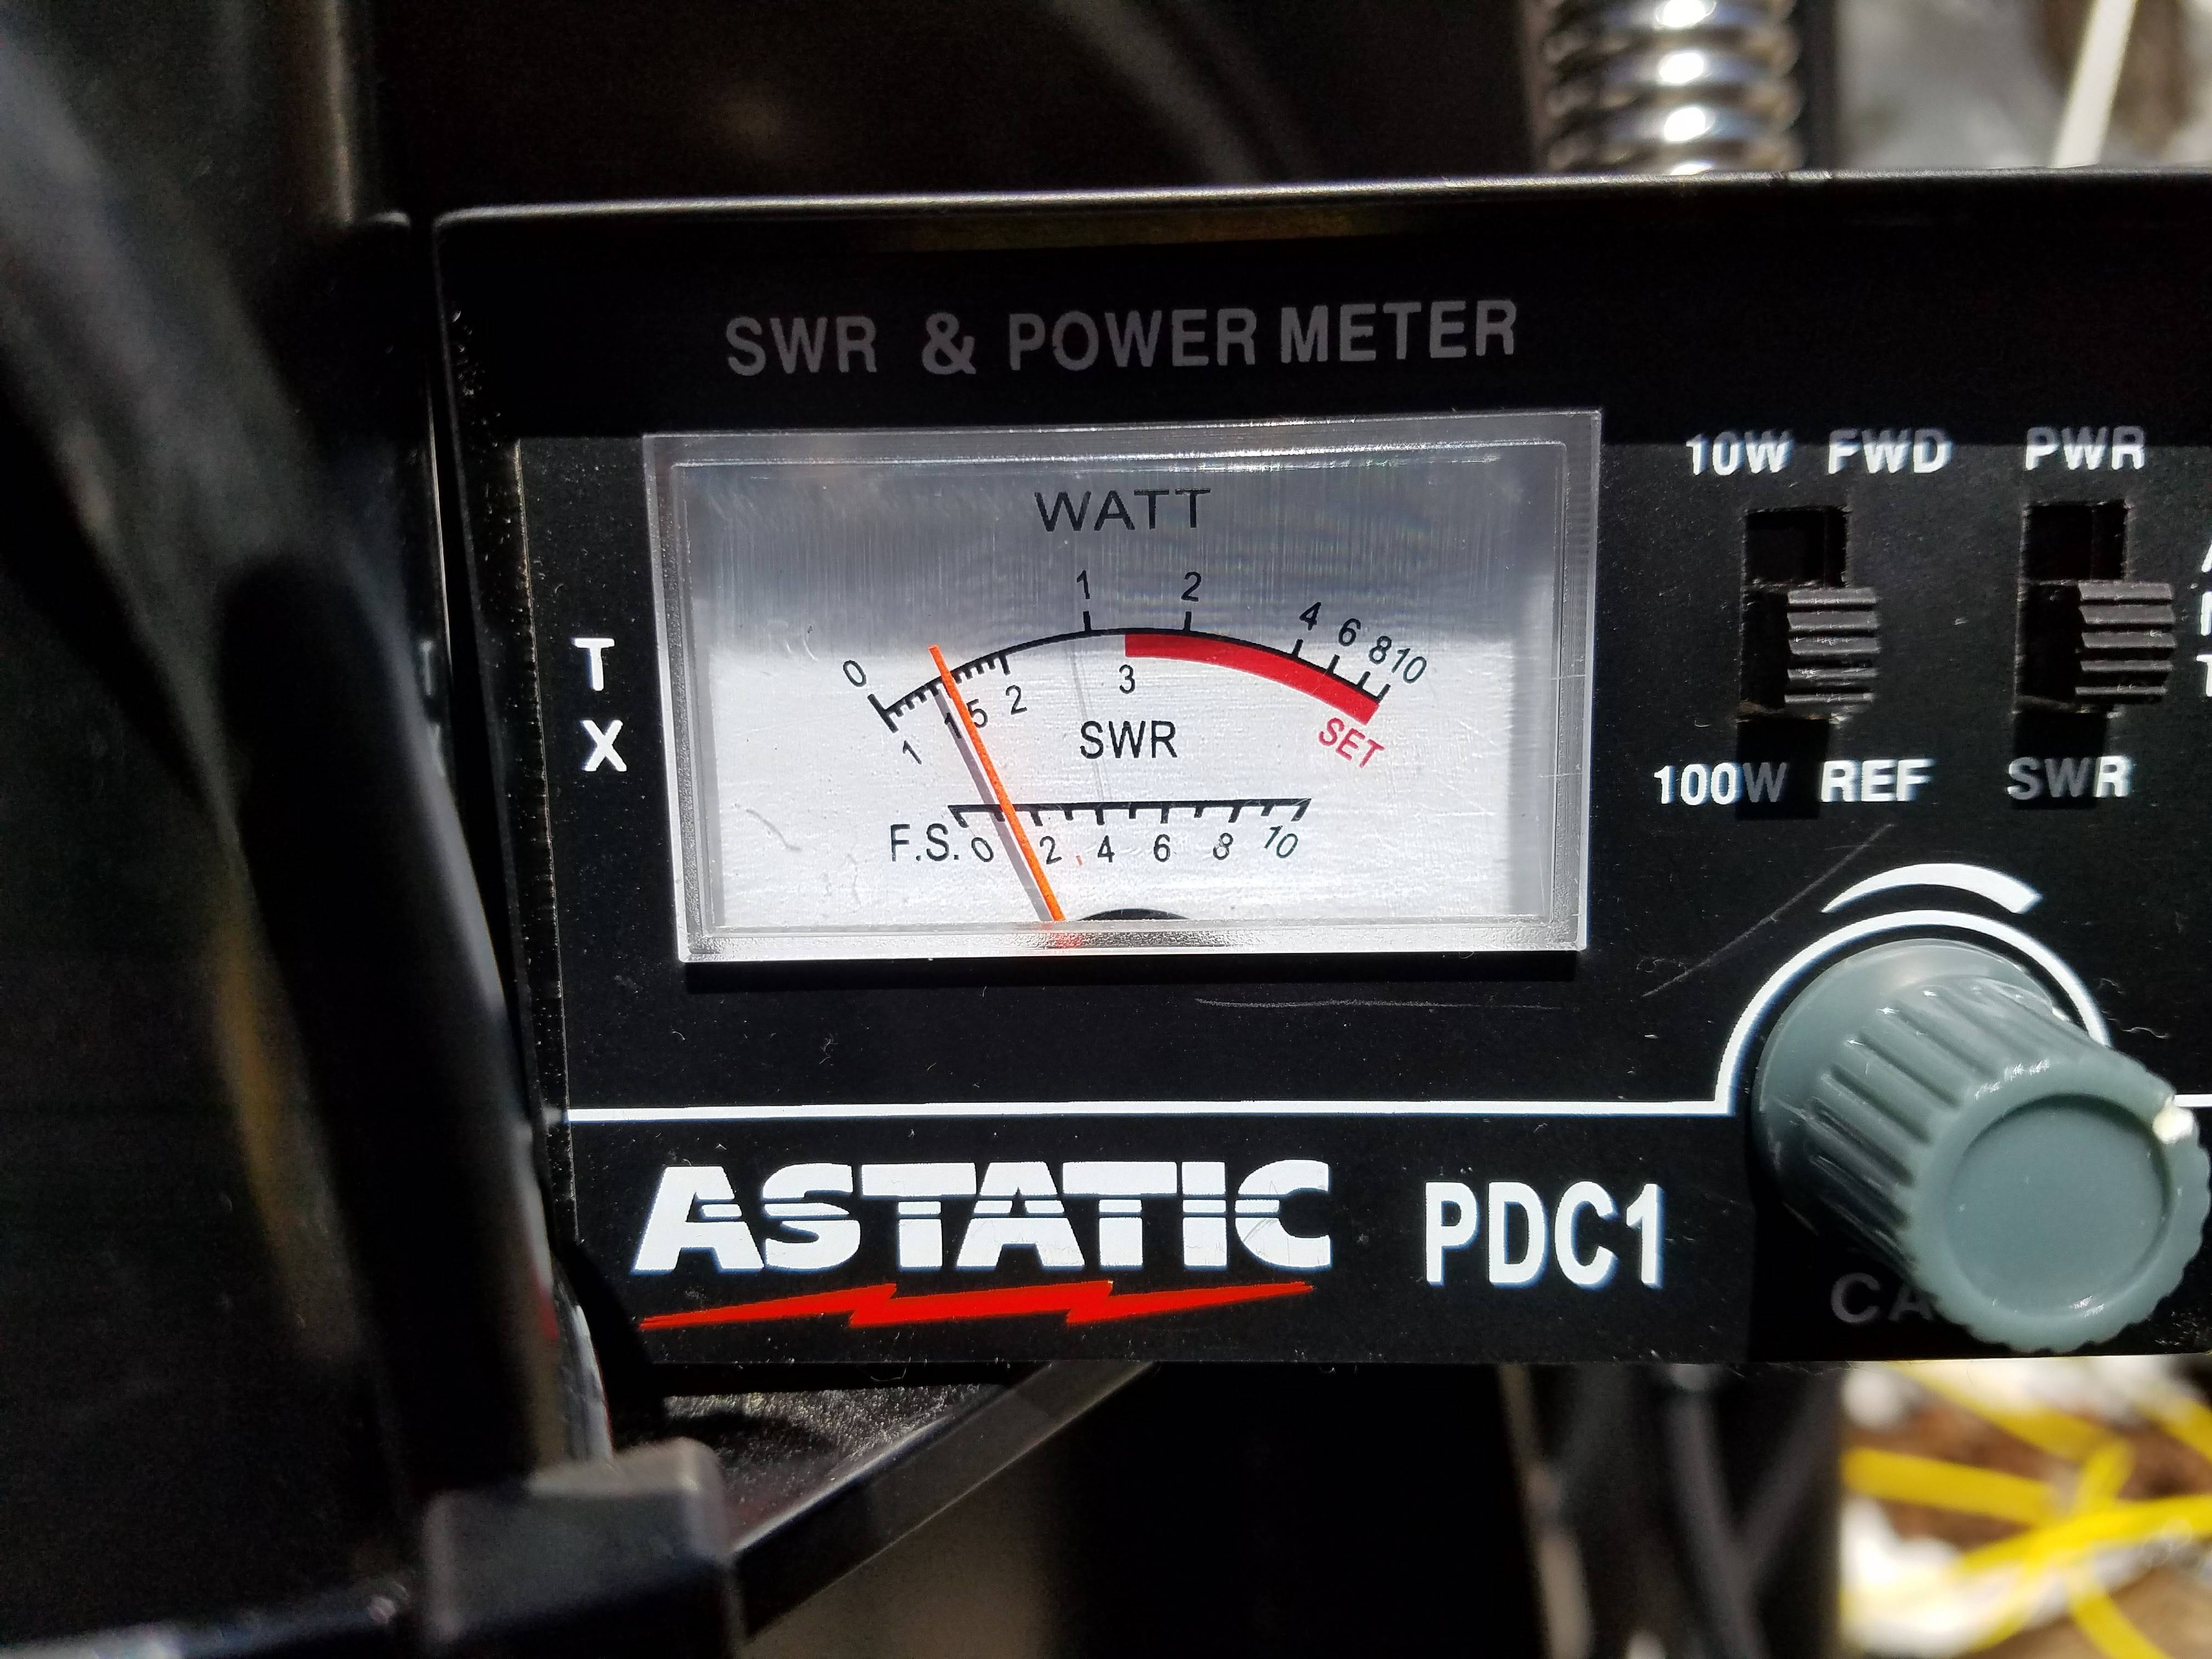 SWR & POWER METER
10W FWD PWR
WATT
1 2 4 6 8 10
0
T
X
1 1.5 2 3
SWR
SET
100W REF SWR
F.S. 0 2 4 6 8 10
ASTATIC PDC1